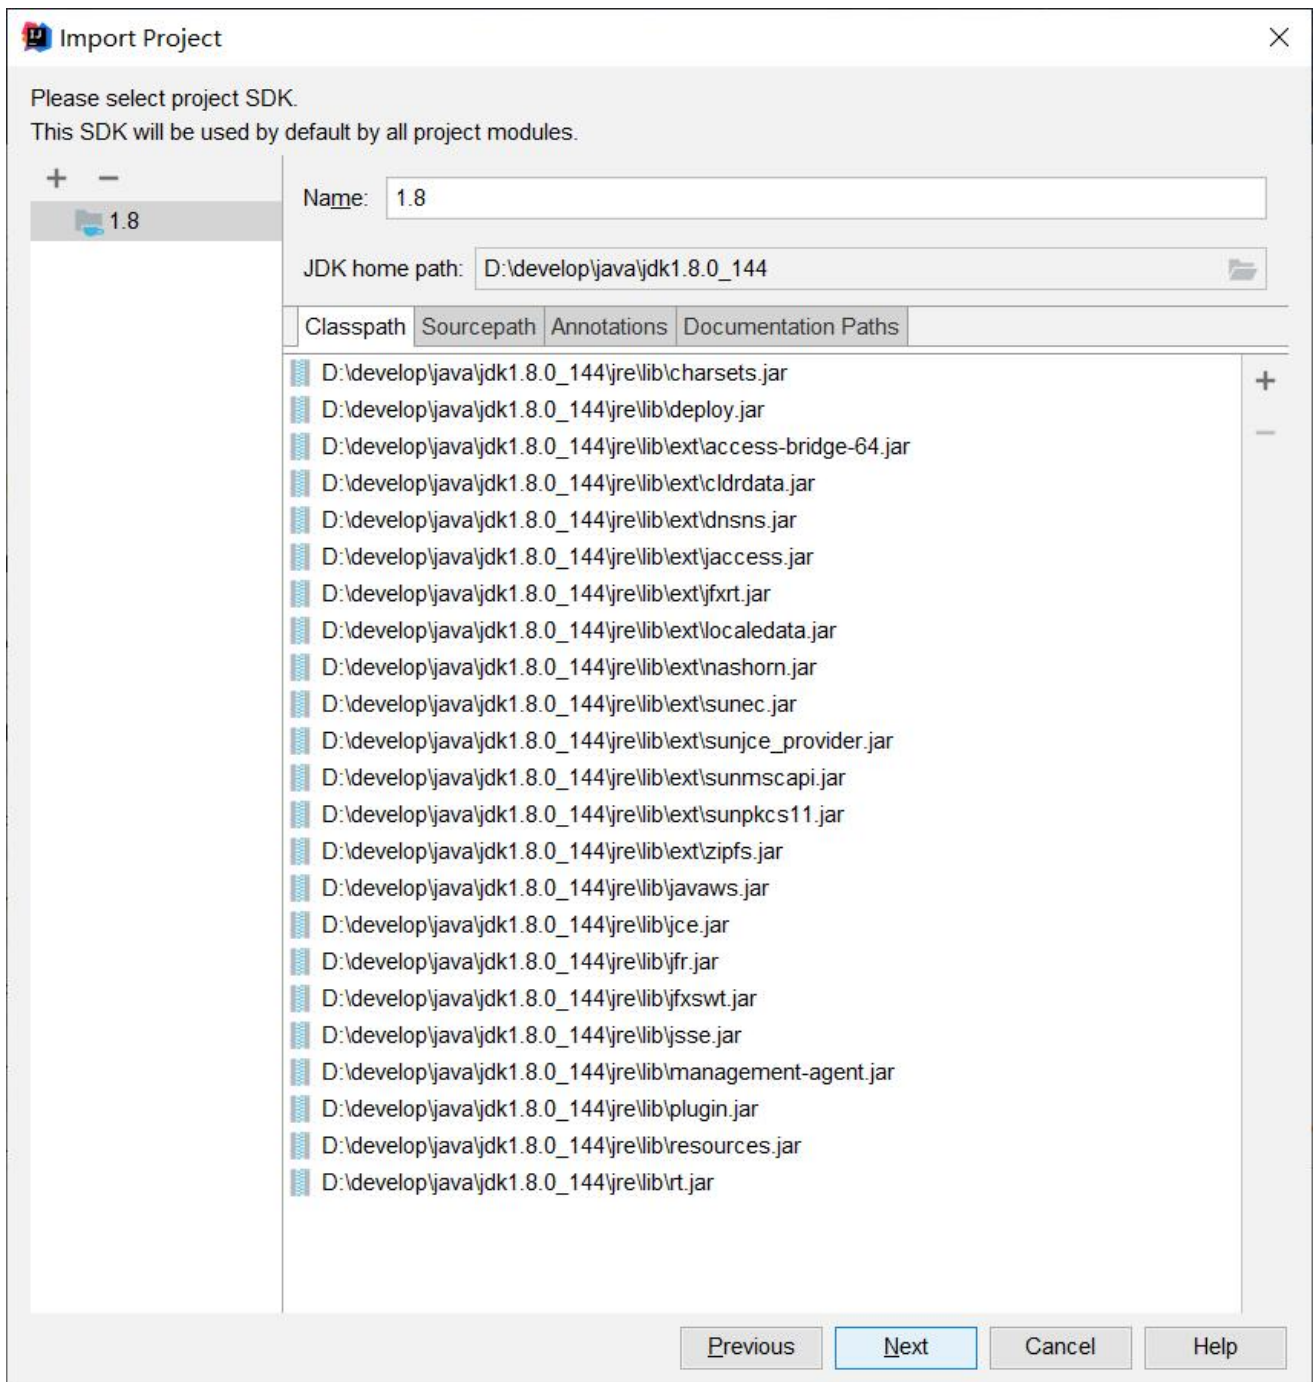 Import Project
Please select project SDK.
This SDK will be used by default by all project modules.
1.8
Name: 1.8
JDK home path: D:\develop\java\jdk1.8.0_144
Classpath Sourcepath Annotations Documentation Paths
D:\develop\java\jdk1.8.0_144\jre\lib\charsets.jar
D:\develop\java\jdk1.8.0_144\jre\lib\deploy.jar
D:\develop\java\jdk1.8.0_144\jre\lib\ext\access-bridge-64.jar
D:\develop\java\jdk1.8.0_144\jre\lib\ext\cldrdata.jar
D:\develop\java\jdk1.8.0_144\jre\lib\ext\dnsns.jar
D:\develop\java\jdk1.8.0_144\jre\lib\ext\jaccess.jar
D:\develop\java\jdk1.8.0_144\jre\lib\ext\jfxrt.jar
D:\develop\java\jdk1.8.0_144\jre\lib\ext\localedata.jar
D:\develop\java\jdk1.8.0_144\jre\lib\ext\nashorn.jar
D:\develop\java\jdk1.8.0_144\jre\lib\ext\sunec.jar
D:\develop\java\jdk1.8.0_144\jre\lib\ext\sunjce_provider.jar
D:\develop\java\jdk1.8.0_144\jre\lib\ext\sunmscapi.jar
D:\develop\java\jdk1.8.0_144\jre\lib\ext\sunpkcs11.jar
D:\develop\java\jdk1.8.0_144\jre\lib\ext\zipfs.jar
D:\develop\java\jdk1.8.0_144\jre\lib\javaws.jar
D:\develop\java\jdk1.8.0_144\jre\lib\jce.jar
D:\develop\java\jdk1.8.0_144\jre\lib\jfr.jar
D:\develop\java\jdk1.8.0_144\jre\lib\jfxswt.jar
D:\develop\java\jdk1.8.0_144\jre\lib\jsse.jar
D:\develop\java\jdk1.8.0_144\jre\lib\management-agent.jar
D:\develop\java\jdk1.8.0_144\jre\lib\plugin.jar
D:\develop\java\jdk1.8.0_144\jre\lib\resources.jar
D:\develop\java\jdk1.8.0_144\jre\lib\rt.jar
Previous Next Cancel Help